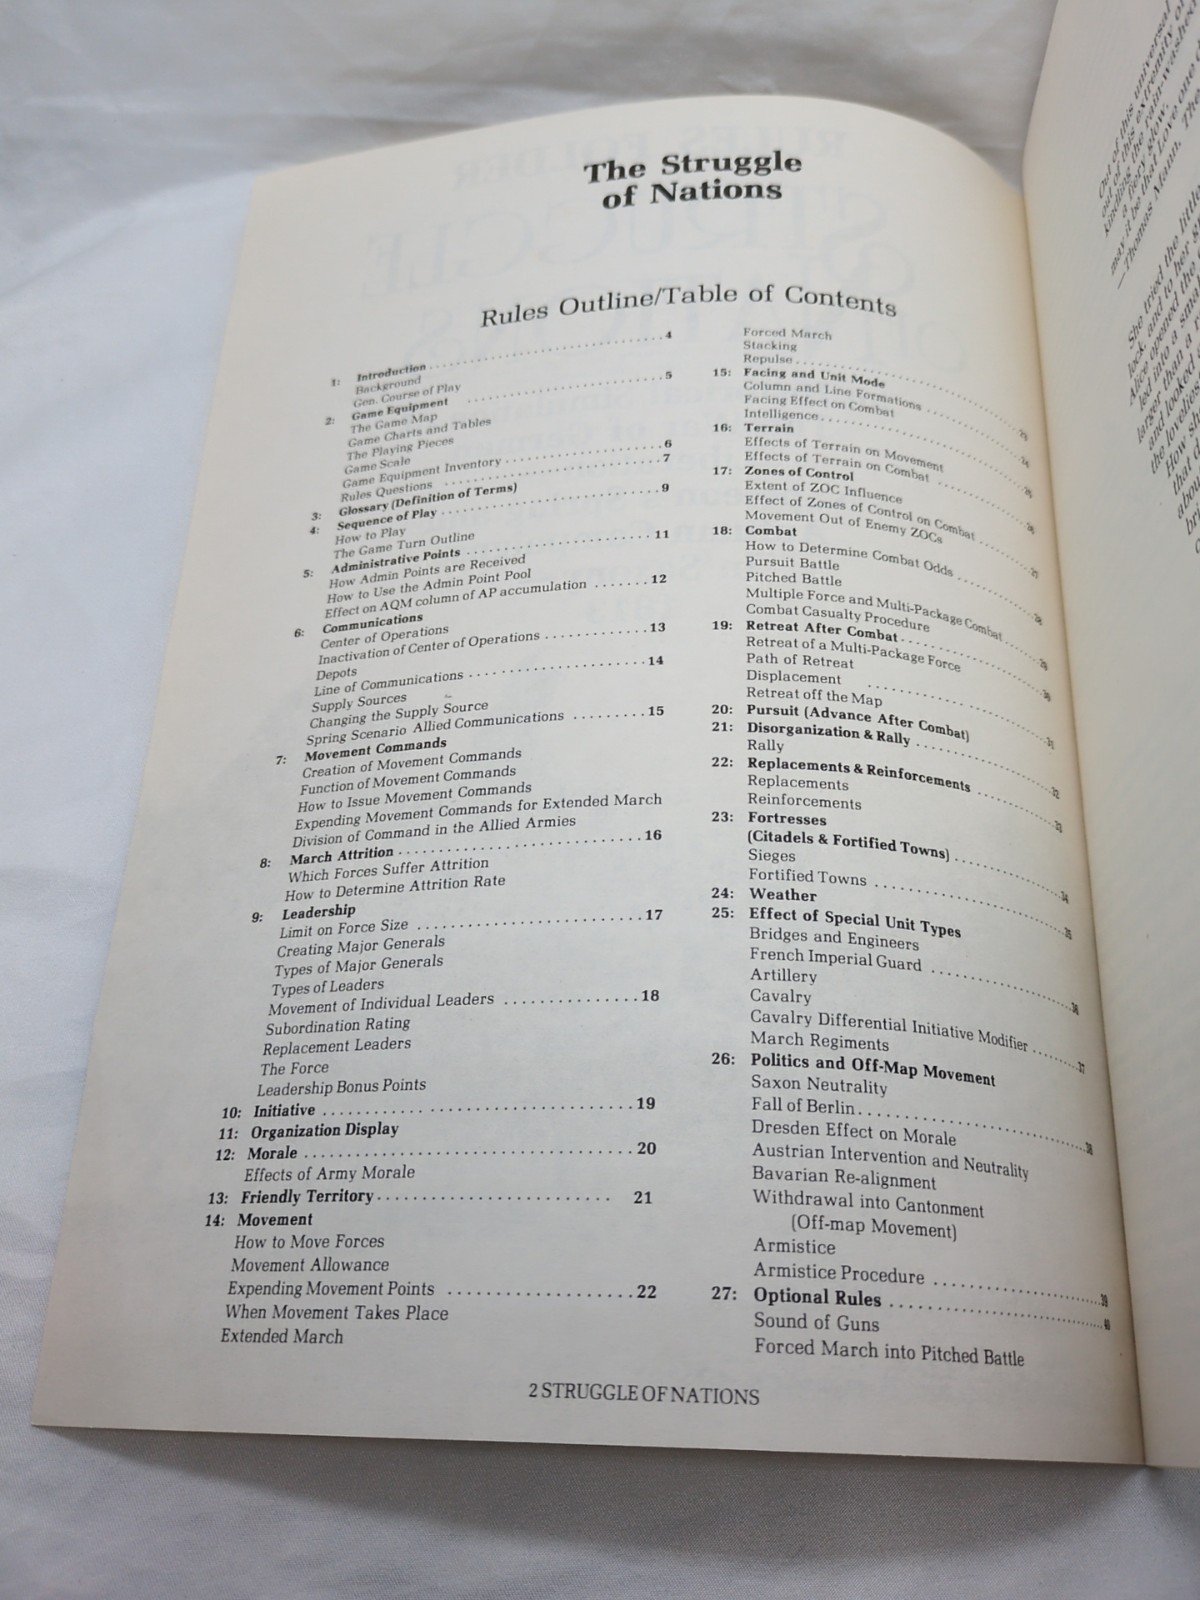 The Struggle
of Nations
Rules Outline/Table of Contents
1: Introduction 4
Background
Gen. Course of Play
2: Game Equipment 5
The Game Map
Game Charts and Tables
The Playing Pieces
Game Scale
Game Equipment Inventory 6
Rules Questions 7
3: Glossary (Definition of Terms)
4: Sequence of Play 9
How to Play
The Game Turn Outline
5: Administrative Points 11
How Admin Points are Received
How to Use the Admin Point Pool
Effect on AQM column of AP accumulation 12
6: Communications
Center of Operations
Inactivation of Center of Operations 13
Depots
Line of Communications 14
Supply Sources
Changing the Supply Source
Spring Scenario Allied Communications 15
7: Movement Commands
Creation of Movement Commands
Function of Movement Commands
How to Issue Movement Commands
Expending Movement Commands for Extended March
Division of Command in the Allied Armies
8: March Attrition 16
Which Forces Suffer Attrition
How to Determine Attrition Rate
9: Leadership
Limit on Force Size 17
Creating Major Generals
Types of Major Generals
Types of Leaders
Movement of Individual Leaders 18
Subordination Rating
Replacement Leaders
The Force
Leadership Bonus Points
10: Initiative 19
11: Organization Display
12: Morale 20
Effects of Army Morale
13: Friendly Territory 21
14: Movement
How to Move Forces
Movement Allowance
Expending Movement Points 22
When Movement Takes Place
Extended March
Forced March
Stacking
Repulse
15: Facing and Unit Mode
Column and Line Formations
Facing Effect on Combat
Intelligence
16: Terrain
Effects of Terrain on Movement
Effects of Terrain on Combat
17: Zones of Control
Extent of ZOC Influence
Effect of Zones of Control on Combat
Movement Out of Enemy ZOCs
18: Combat
How to Determine Combat Odds
Pursuit Battle
Pitched Battle
Multiple Force and Multi-Package Combat
Combat Casualty Procedure
19: Retreat After Combat
Retreat of a Multi-Package Force
Path of Retreat
Displacement
Retreat off the Map
20: Pursuit (Advance After Combat)
21: Disorganization & Rally
Rally
22: Replacements & Reinforcements
Replacements
Reinforcements
23: Fortresses
(Citadels & Fortified Towns)
Sieges
Fortified Towns
24: Weather
25: Effect of Special Unit Types
Bridges and Engineers
French Imperial Guard
Artillery
Cavalry
Cavalry Differential Initiative Modifier 37
March Regiments
26: Politics and Off-Map Movement
Saxon Neutrality
Fall of Berlin 38
Dresden Effect on Morale
Austrian Intervention and Neutrality
Bavarian Re-alignment
Withdrawal into Cantonment
(Off-map Movement)
Armistice
Armistice Procedure 39
27: Optional Rules 40
Sound of Guns
Forced March into Pitched Battle
2 STRUGGLE OF NATIONS